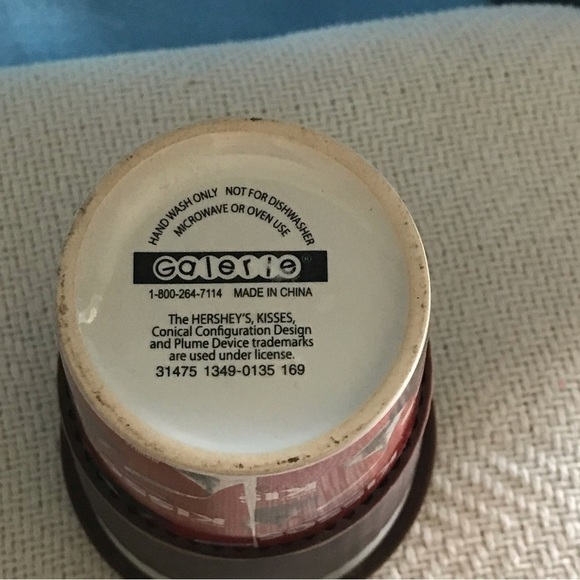 HAND WASH ONLY NOT FOR DISHWASHER
MICROWAVE OR OVEN USE
Galerie®
1-800-264-7114 MADE IN CHINA
The HERSHEY'S, KISSES,
Conical Configuration Design
and Plume Device trademarks
are used under license.
31475 1349-0135 169